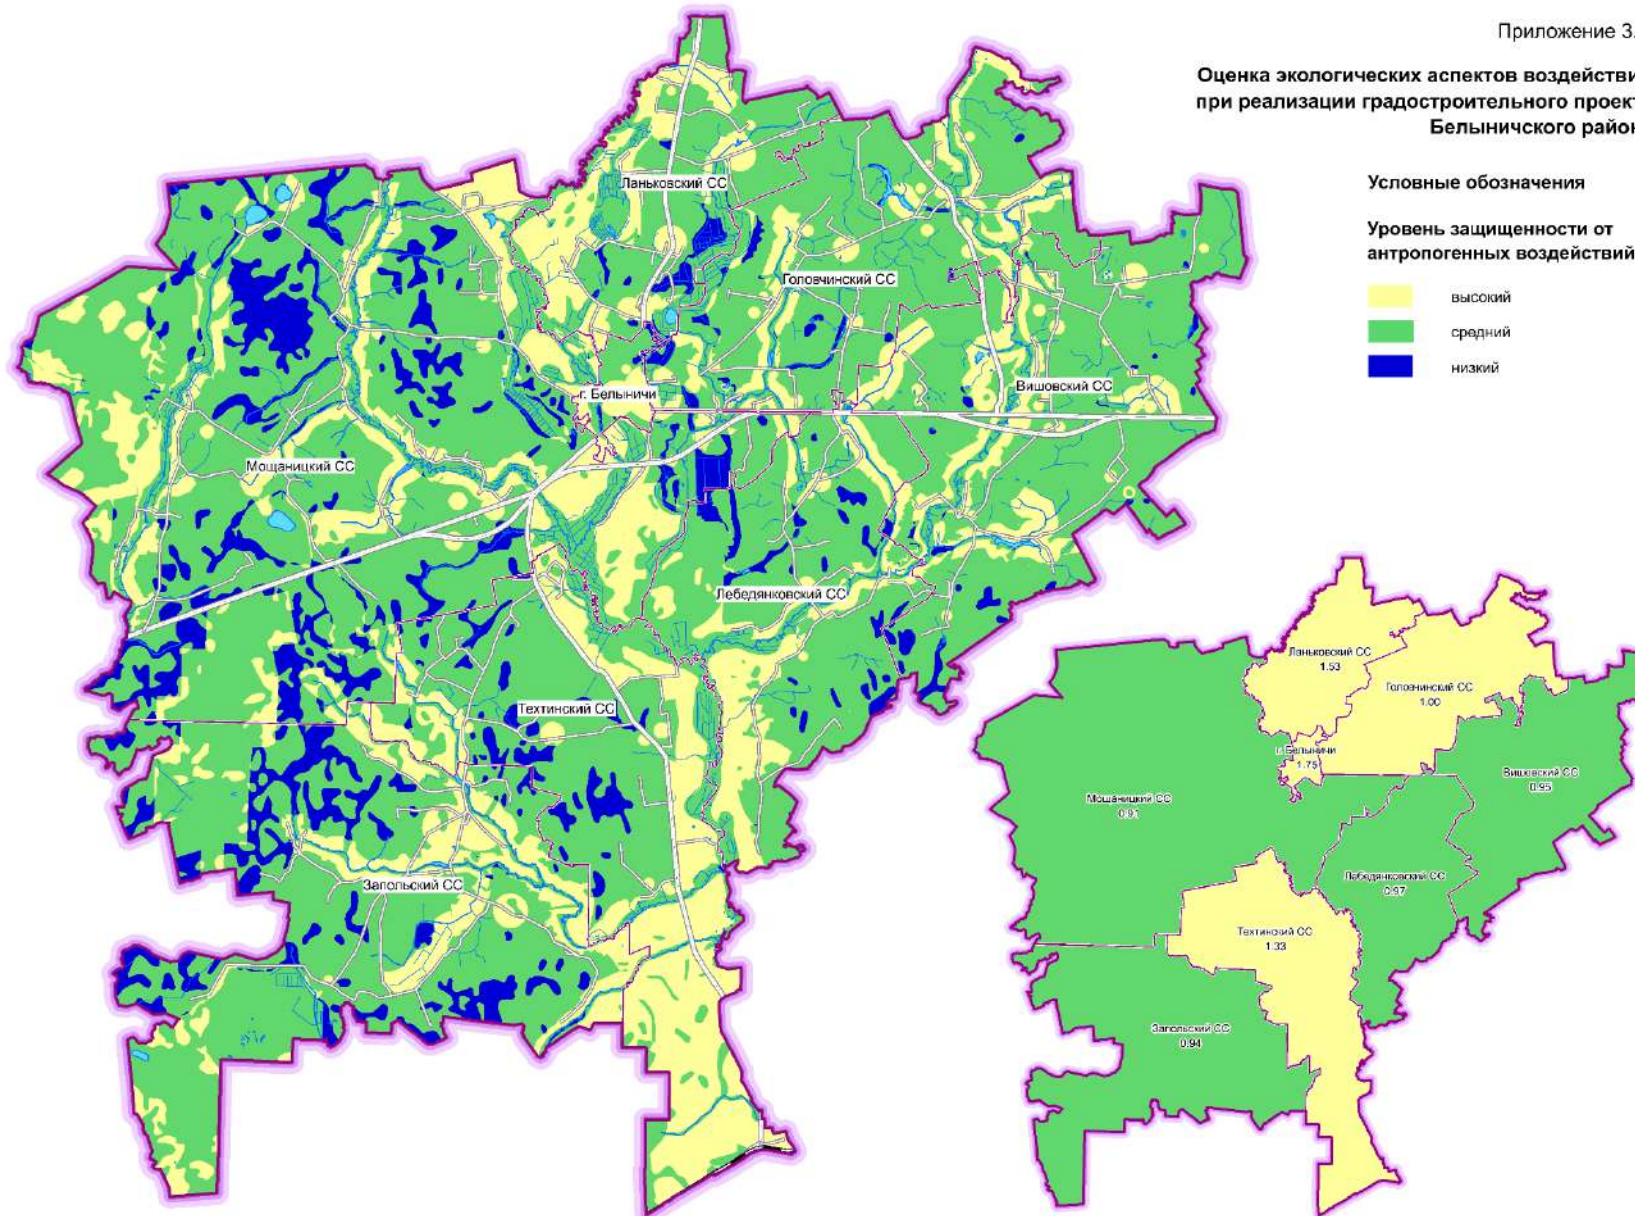 Приложение 3.
Оценка экологических аспектов воздействи
при реализации градостроительного проект
Белыничского район
Условные обозначения
Уровень защищенности от
антропогенных воздействий
высокий
средний
низкий
Ланьковский СС
Головчинский СС
Вишовский СС
г. Белыничи
Мощаницкий СС
Лебедянковский СС
Техтинский СС
Запольский СС
Ланьковский СС
1.53
Головчинский СС
1.00
г. Белыничи
1.75
Вишовский СС
0.95
Мощаницкий СС
0.91
Лебедянковский СС
0.97
Техтинский СС
1.33
Запольский СС
0.94